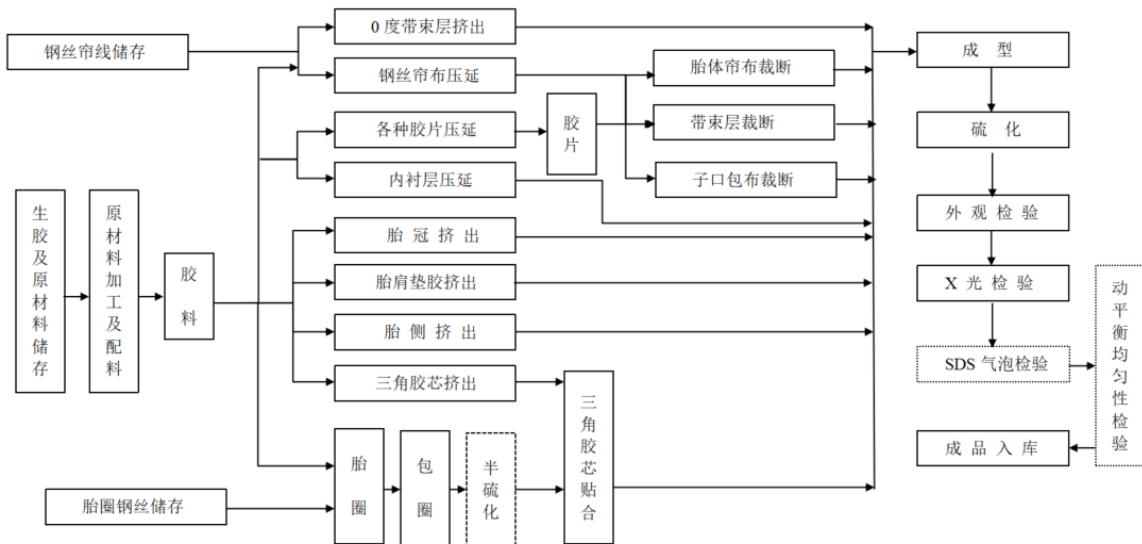 钢丝帘线储存
0 度带束层挤出
钢丝帘布压延
各种胶片压延
内衬层压延
胶片
胎体帘布裁断
带束层裁断
子口包布裁断
生胶及原材料储存
原材料加工及配料
胶料
胎 冠 挤 出
胎肩垫胶挤出
胎 侧 挤 出
三角胶芯挤出
胎圈钢丝储存
胎圈
包圈
半硫化
三角胶芯贴合
成 型
硫 化
外 观 检 验
X 光 检 验
SDS 气泡检验
动平衡均匀性检验
成 品 入 库